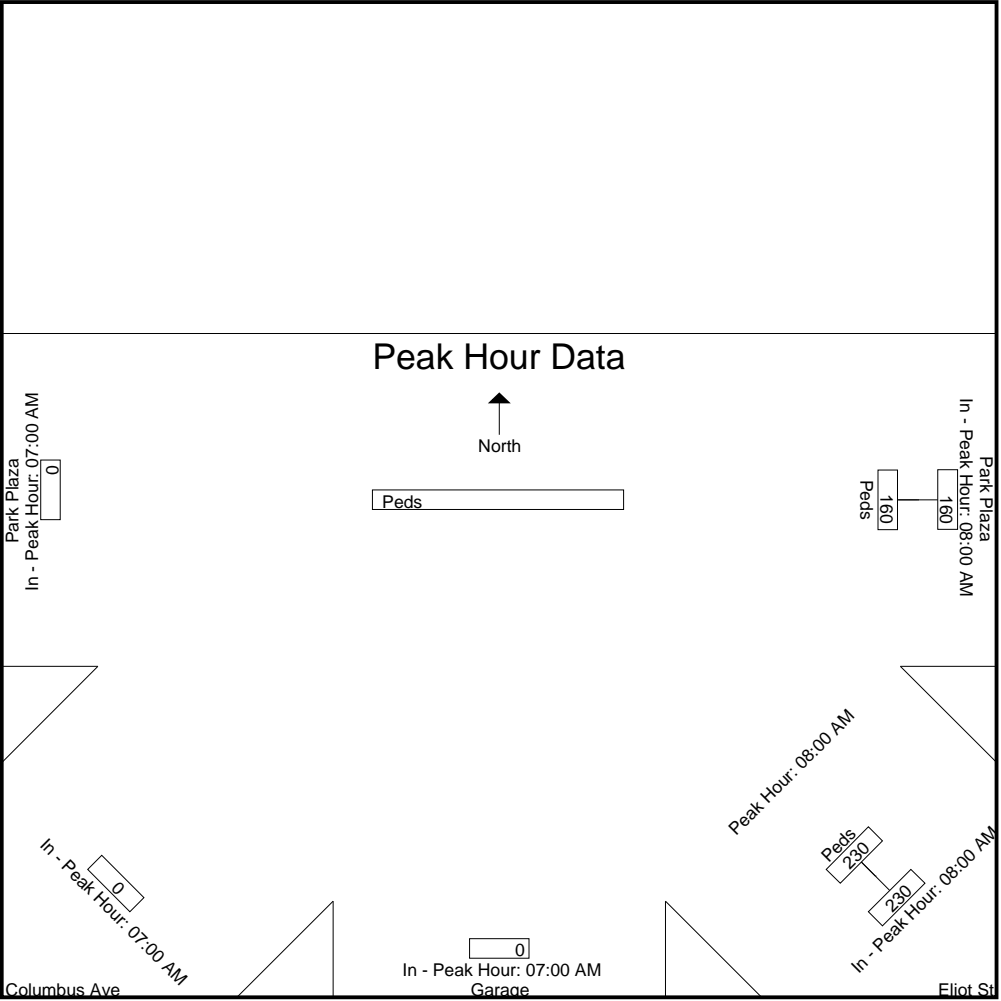 Peak Hour Data
North
Peds
Park Plaza
In - Peak Hour: 07:00 AM
0
Peds
160
160
In - Peak Hour: 08:00 AM
Park Plaza
Peak Hour: 08:00 AM
Peds
230
230
In - Peak Hour: 08:00 AM
Eliot St
0
In - Peak Hour: 07:00 AM
Columbus Ave
0
In - Peak Hour: 07:00 AM
Garage